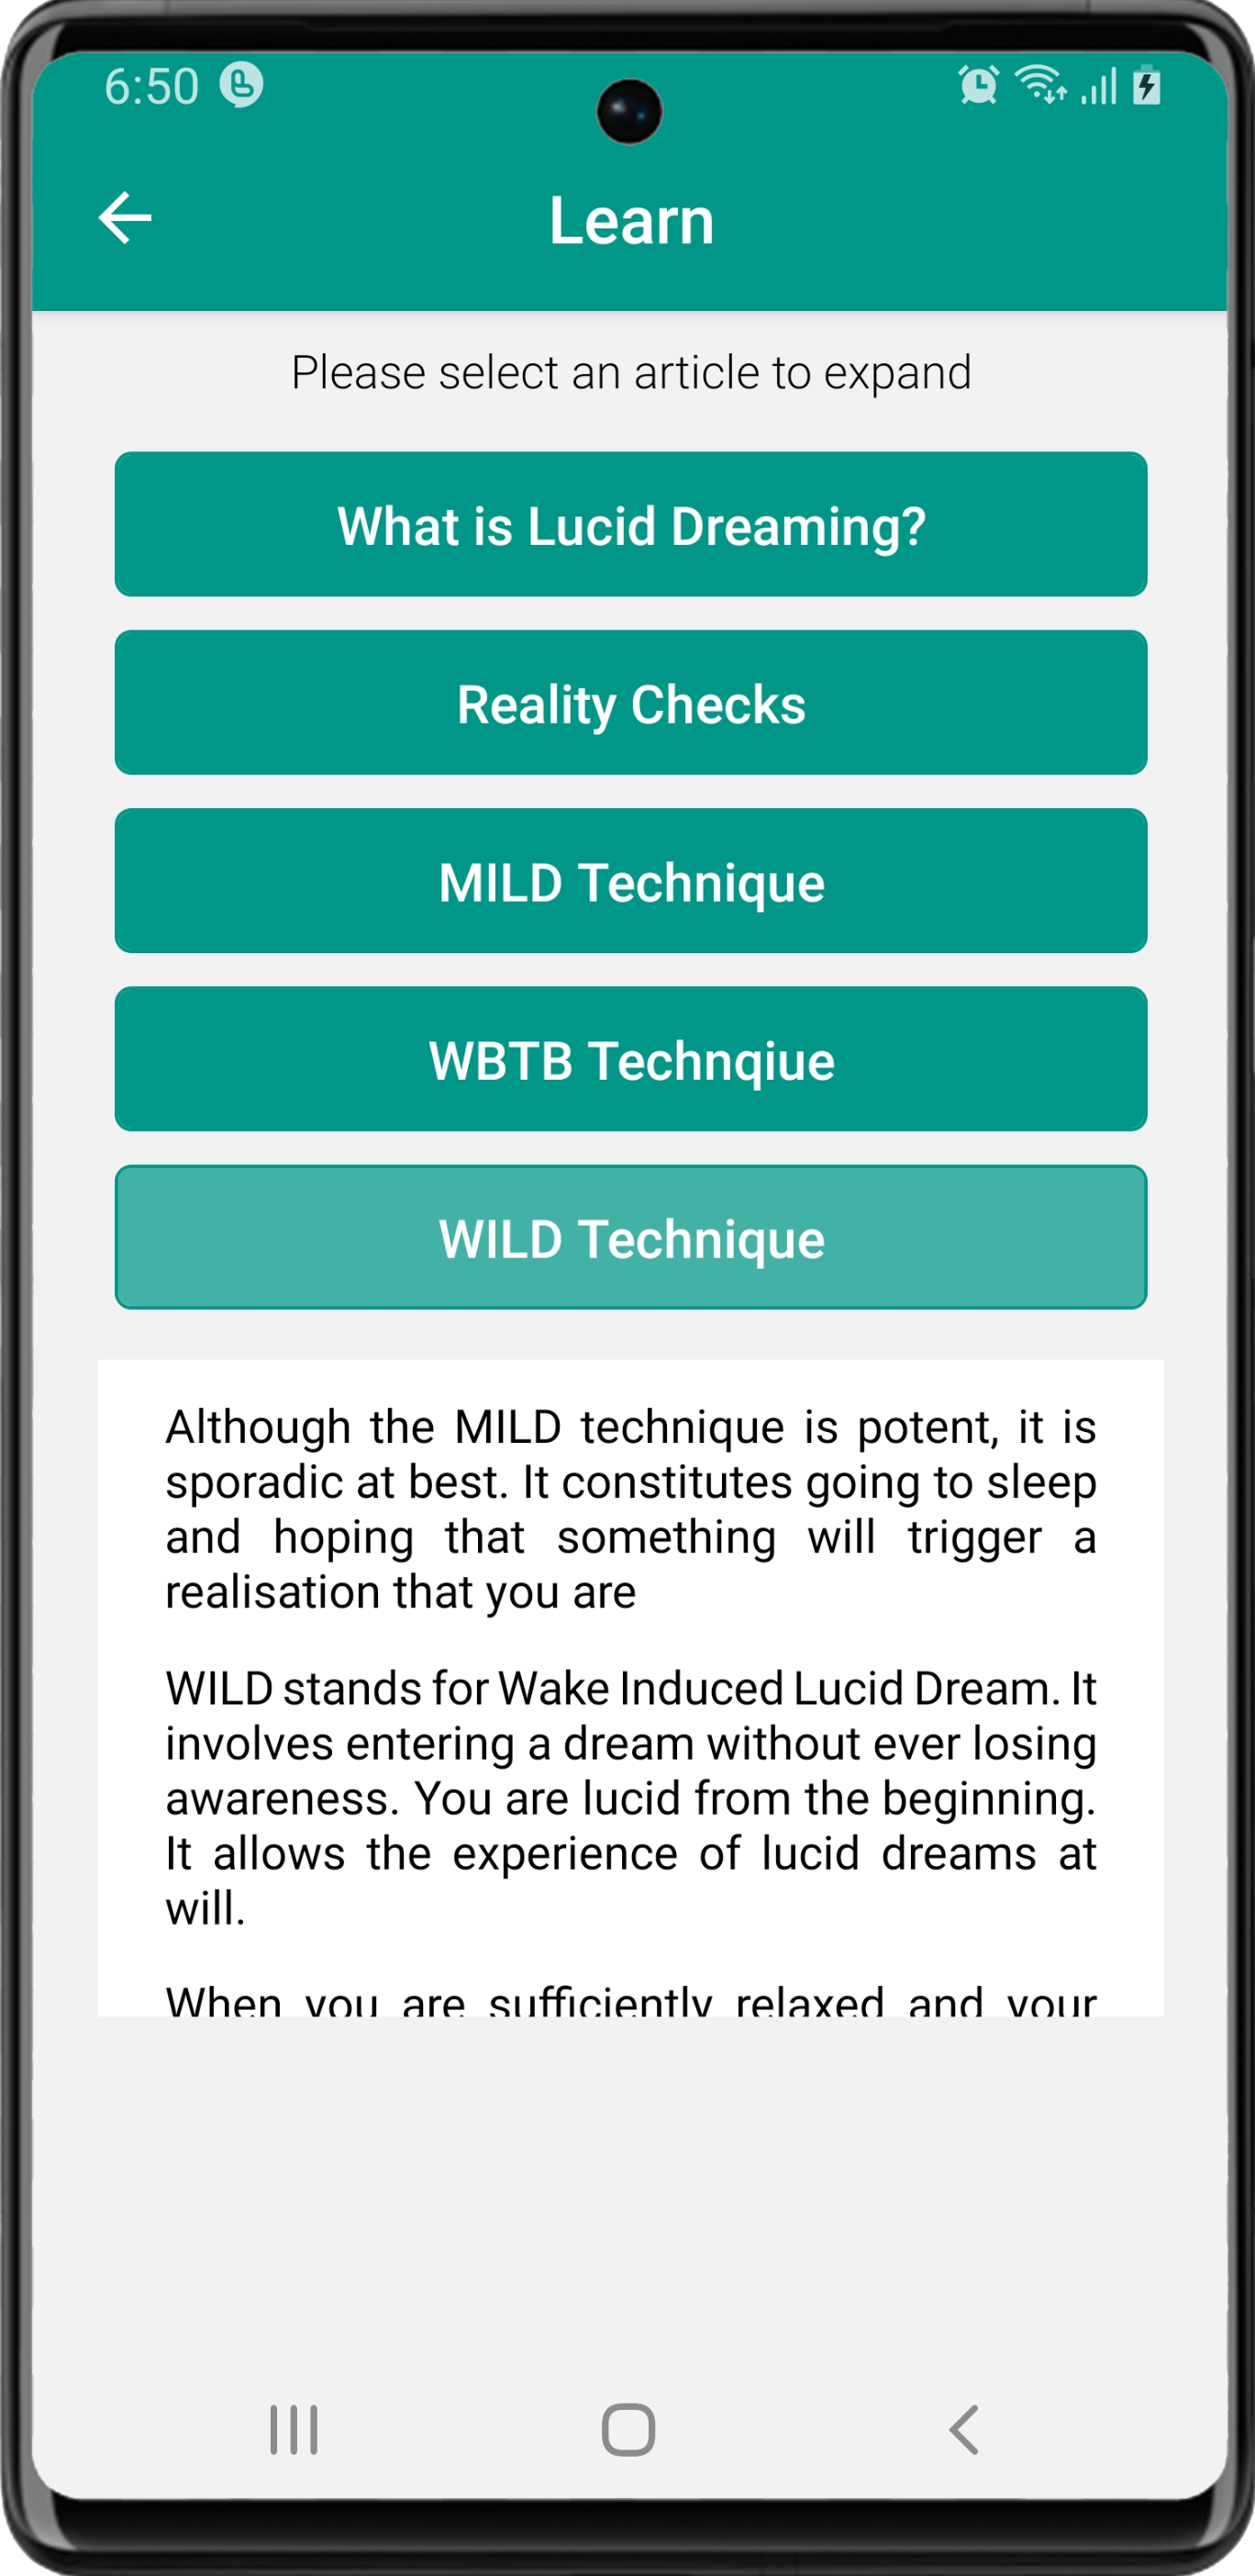 6:50
Learn
Please select an article to expand
What is Lucid Dreaming?
Reality Checks
MILD Technique
WBTB Technqiue
WILD Technique
Although the MILD technique is potent, it is
sporadic at best. It constitutes going to sleep
and hoping that something will trigger a
realisation that you are
WILD stands for Wake Induced Lucid Dream. It
involves entering a dream without ever losing
awareness. You are lucid from the beginning.
It allows the experience of lucid dreams at
will.
When you are sufficiently relaxed and your